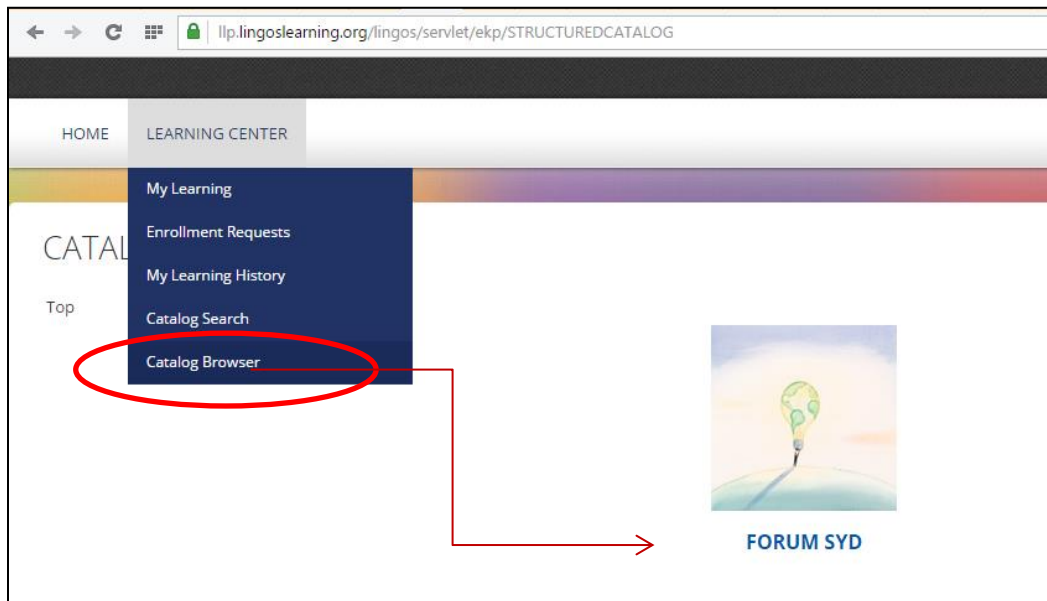 llp.lingoslearning.org/lingos/servlet/ekp/STRUCTUREDCATALOG
HOME LEARNING CENTER
My Learning
Enrollment Requests
My Learning History
Catalog Search
Catalog Browser
CATAL
Top
FORUM SYD